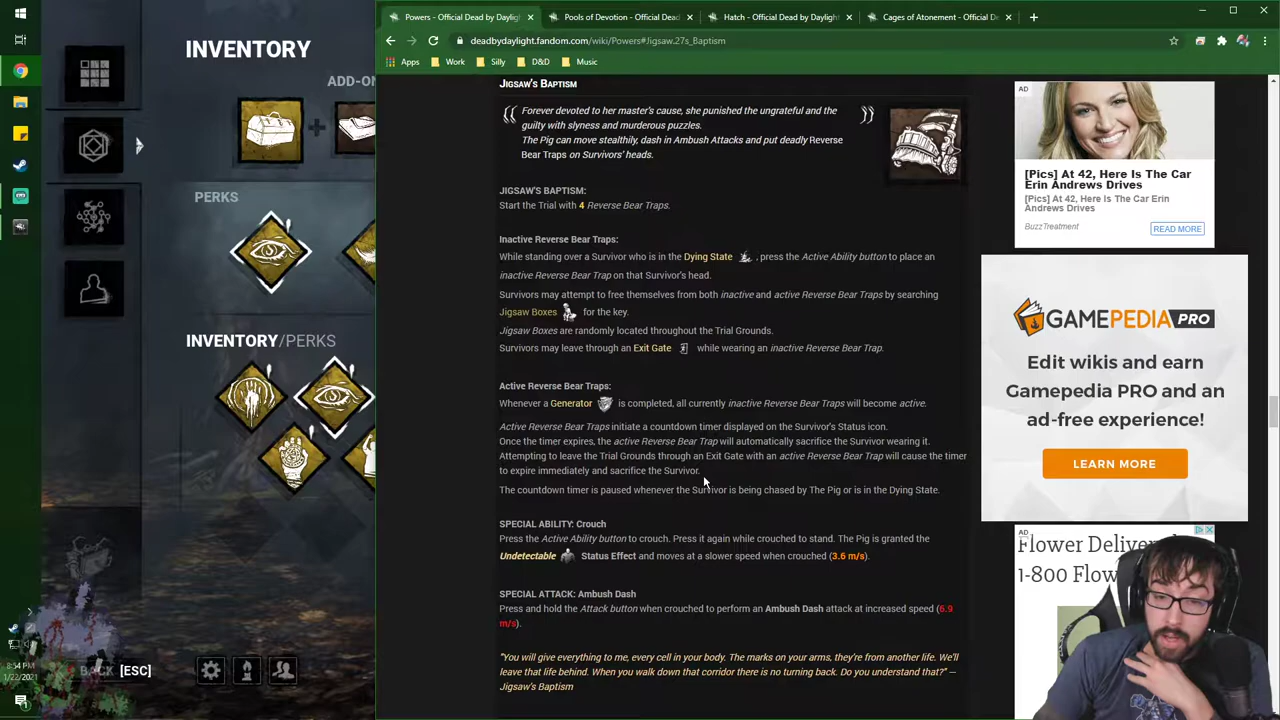 Powers - Official Dead by Dayligh
Pools of Devotion - Official Dead
Hatch - Official Dead by Daylight
Cages of Atonement - Official De
deadbydaylight.fandom.com/wiki/Powers#Jigsaw.27s_Baptism
Apps
Work
Silly
D&D
Music
INVENTORY
ADD-ON
PERKS
INVENTORY/PERKS
BACK [ESC]
8:54 PM
1/22/2021
JIGSAW'S BAPTISM
Forever devoted to her master's cause, she punished the ungrateful and the
guilty with slyness and murderous puzzles.
The Pig can move stealthily, dash in Ambush Attacks and put deadly Reverse
Bear Traps on Survivors' heads.
JIGSAW'S BAPTISM:
Start the Trial with 4 Reverse Bear Traps.
Inactive Reverse Bear Traps:
While standing over a Survivor who is in the Dying State , press the Active Ability button to place an
inactive Reverse Bear Trap on that Survivor's head.
Survivors may attempt to free themselves from both inactive and active Reverse Bear Traps by searching
Jigsaw Boxes for the key.
Jigsaw Boxes are randomly located throughout the Trial Grounds.
Survivors may leave through an Exit Gate while wearing an inactive Reverse Bear Trap.
Active Reverse Bear Traps:
Whenever a Generator is completed, all currently inactive Reverse Bear Traps will become active.
Active Reverse Bear Traps initiate a countdown timer displayed on the Survivor's Status icon.
Once the timer expires, the active Reverse Bear Trap will automatically sacrifice the Survivor wearing it.
Attempting to leave the Trial Grounds through an Exit Gate with an active Reverse Bear Trap will cause the timer
to expire immediately and sacrifice the Survivor.
The countdown timer is paused whenever the Survivor is being chased by The Pig or is in the Dying State.
SPECIAL ABILITY: Crouch
Press the Active Ability button to crouch. Press it again while crouched to stand. The Pig is granted the
Undetectable Status Effect and moves at a slower speed when crouched (3.6 m/s).
SPECIAL ATTACK: Ambush Dash
Press and hold the Attack button when crouched to perform an Ambush Dash attack at increased speed (6.9
m/s).
"You will give everything to me, every cell in your body. The marks on your arms, they're from another life. We'll
leave that life behind. When you walk down that corridor there is no turning back. Do you understand that?" —
Jigsaw's Baptism
AD
[Pics] At 42, Here Is The Car
Erin Andrews Drives
[Pics] At 42, Here Is The Car
Erin Andrews Drives
BuzzTreatment
READ MORE
GAMEPEDIA PRO
Edit wikis and earn
Gamepedia PRO and an
ad-free experience!
LEARN MORE
AD
Flower Deliver
1-800 Flow